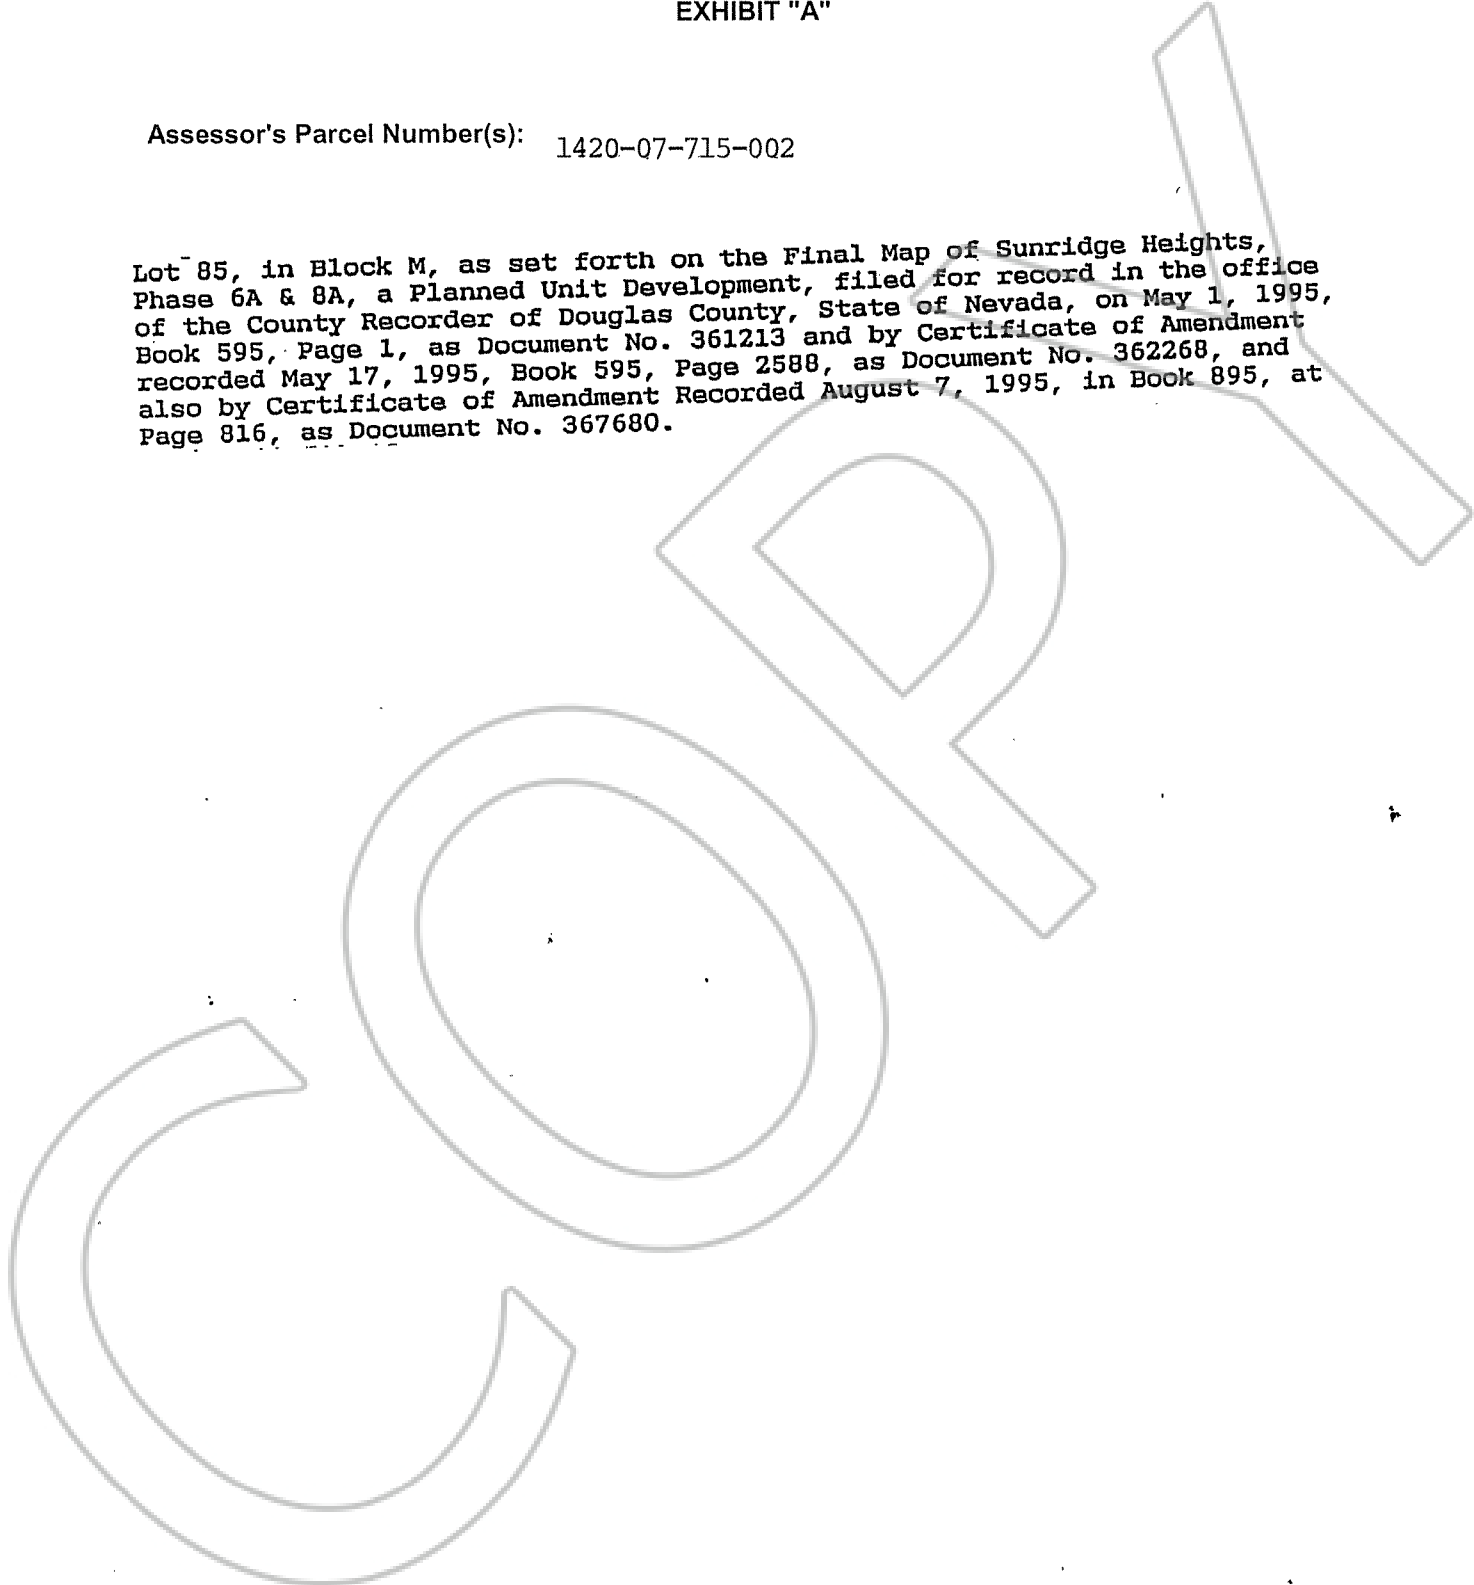 EXHIBIT "A"
Assessor's Parcel Number(s): 1420-07-715-002
Lot 85, in Block M, as set forth on the Final Map of Sunridge Heights,
Phase 6A & 8A, a Planned Unit Development, filed for record in the office
of the County Recorder of Douglas County, State of Nevada, on May 1, 1995,
Book 595, Page 1, as Document No. 361213 and by Certificate of Amendment
recorded May 17, 1995, Book 595, Page 2588, as Document No. 362268, and
also by Certificate of Amendment Recorded August 7, 1995, in Book 895, at
Page 816, as Document No. 367680.
COPY